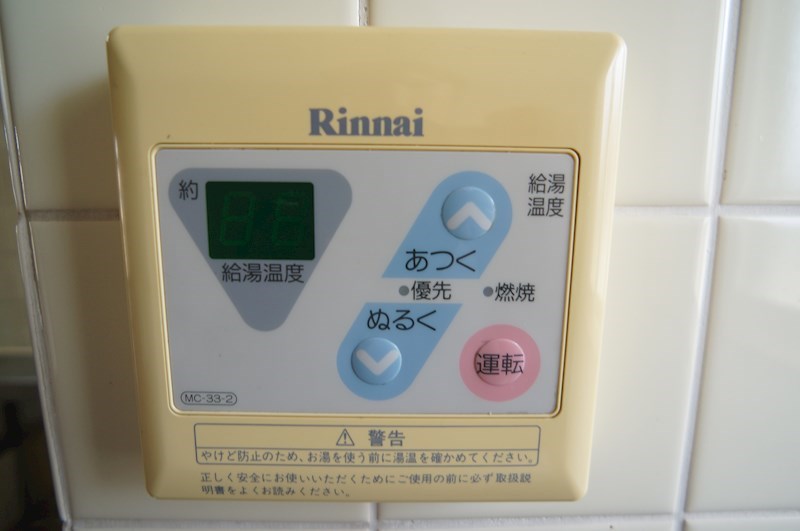 Rinnai
約
給湯温度
給湯
温度
あつく
優先
燃焼
ぬるく
運転
MC-33-2
⚠ 警告
やけど防止のため、お湯を使う前に湯温を確かめてください。
正しく安全にお使いいただくためにご使用の前に必ず取扱説
明書をよくお読みください。